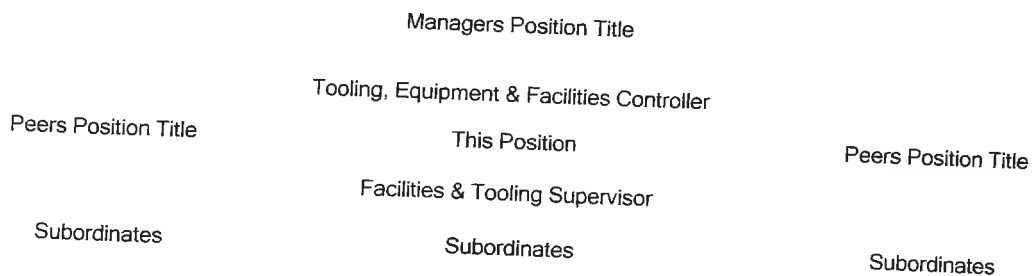 Managers Position Title
Tooling, Equipment & Facilities Controller
Peers Position Title
This Position
Peers Position Title
Facilities & Tooling Supervisor
Subordinates
Subordinates
Subordinates